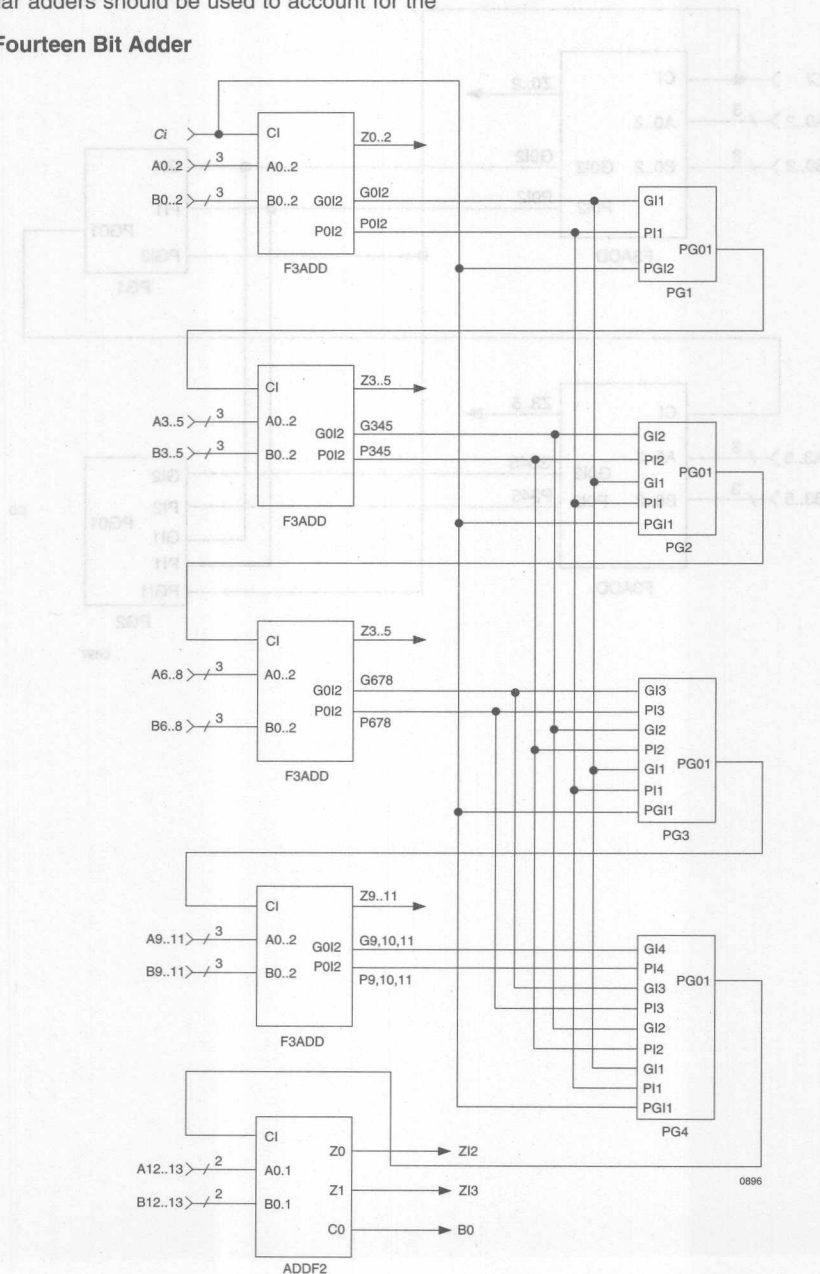 ar adders should be used to account for the
Fourteen Bit Adder
Ci
A0..2
3
B0..2
3
CI
A0..2
B0..2
G0I2
P0I2
F3ADD
Z0..2
G0I2
P0I2
GI1
PI1
PGI2
PG01
PG1
A3..5
3
B3..5
3
CI
A0..2
B0..2
G0I2
P0I2
F3ADD
Z3..5
G345
P345
GI2
PI2
GI1
PI1
PGI1
PG01
PG2
A6..8
3
B6..8
3
CI
A0..2
B0..2
G0I2
P0I2
F3ADD
Z3..5
G678
P678
GI3
PI3
GI2
PI2
GI1
PI1
PGI1
PG01
PG3
A9..11
3
B9..11
3
CI
A0..2
B0..2
G0I2
P0I2
F3ADD
Z9..11
G9,10,11
P9,10,11
GI4
PI4
GI3
PI3
GI2
PI2
GI1
PI1
PGI1
PG01
PG4
A12..13
2
B12..13
2
CI
A0.1
B0.1
Z0
Z1
C0
ADDF2
ZI2
ZI3
B0
0896